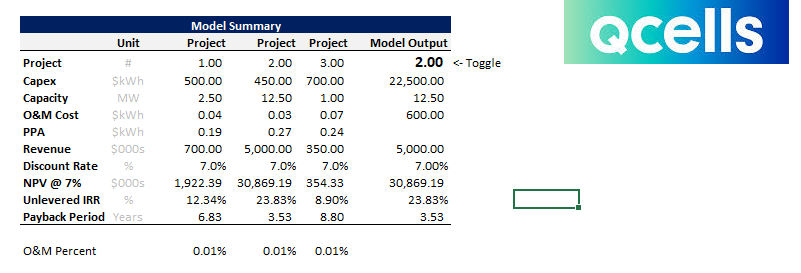 Qcells
Model Summary
Unit Project Project Project Model Output
Project # 1.00 2.00 3.00 2.00 <- Toggle
Capex $kWh 500.00 450.00 700.00 22,500.00
Capacity MW 2.50 12.50 1.00 12.50
O&M Cost $kWh 0.04 0.03 0.07 600.00
PPA $kWh 0.19 0.27 0.24
Revenue $000s 700.00 5,000.00 350.00 5,000.00
Discount Rate % 7.0% 7.0% 7.0% 7.00%
NPV @ 7% $000s 1,922.39 30,869.19 354.33 30,869.19
Unlevered IRR % 12.34% 23.83% 8.90% 23.83%
Payback Period Years 6.83 3.53 8.80 3.53
O&M Percent 0.01% 0.01% 0.01%